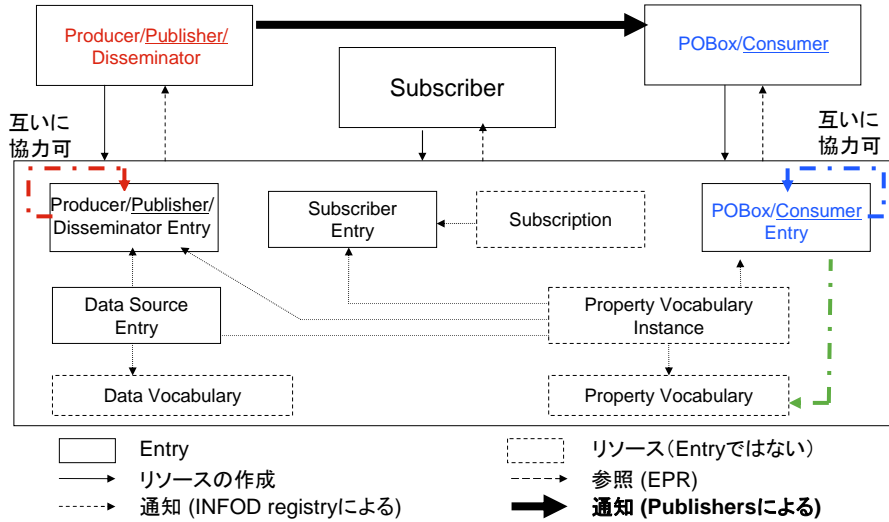 Producer/Publisher/
Disseminator
POBox/Consumer
Subscriber
互いに
協力可
互いに
協力可
Producer/Publisher/
Disseminator Entry
Subscriber
Entry
Subscription
POBox/Consumer
Entry
Data Source
Entry
Property Vocabulary
Instance
Data Vocabulary
Property Vocabulary
Entry
リソース(Entryではない)
リソースの作成
参照 (EPR)
通知 (INFOD registryによる)
通知 (Publishersによる)